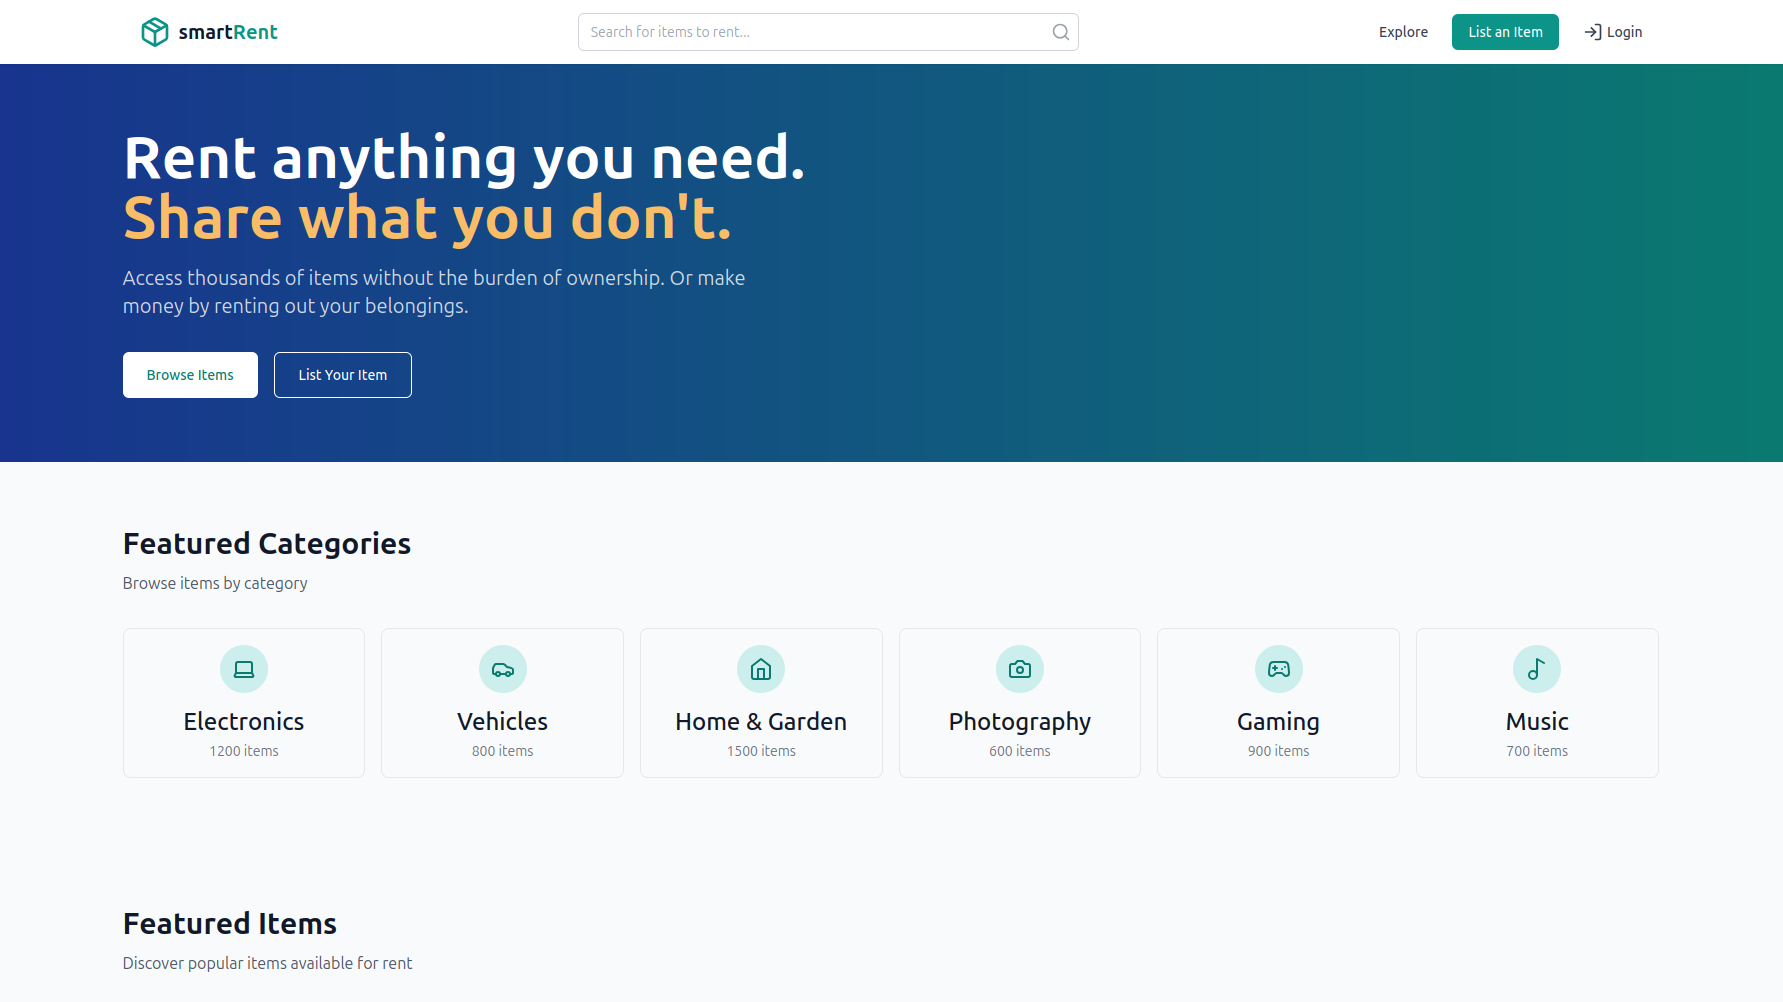 smartRent
Search for items to rent...
Explore
List an Item
Login
Rent anything you need.
Share what you don't.
Access thousands of items without the burden of ownership. Or make
money by renting out your belongings.
Browse Items
List Your Item
Featured Categories
Browse items by category
Electronics
1200 items
Vehicles
800 items
Home & Garden
1500 items
Photography
600 items
Gaming
900 items
Music
700 items
Featured Items
Discover popular items available for rent